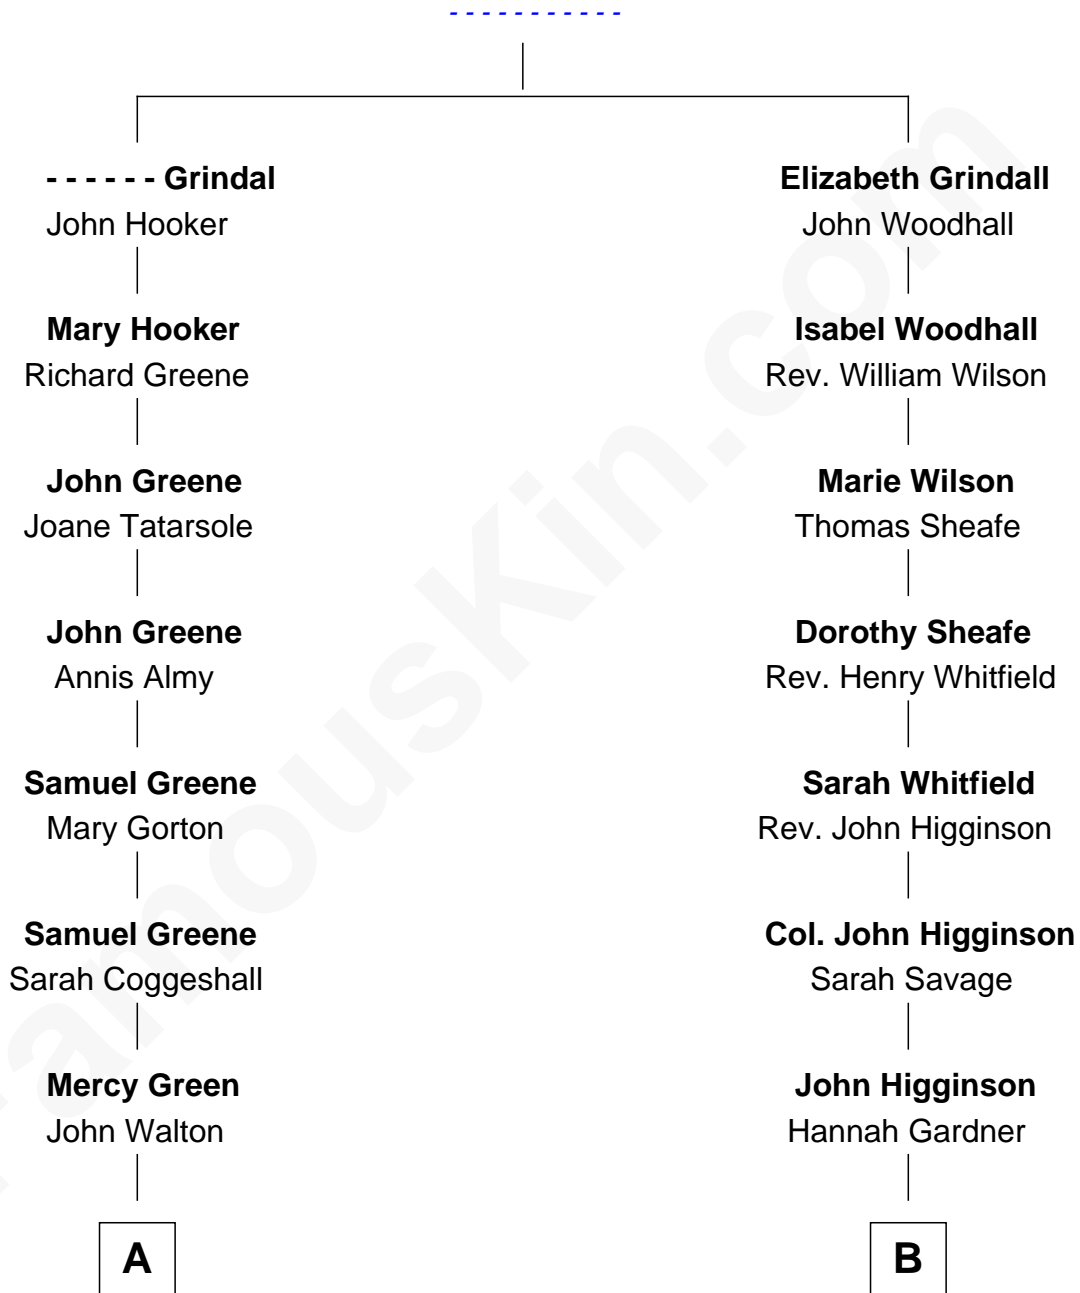 - - - - - - - - - - -
- - - - - - Grindal
John Hooker
Mary Hooker
Richard Greene
John Greene
Joane Tatarsole
John Greene
Annis Almy
Samuel Greene
Mary Gorton
Samuel Greene
Sarah Coggeshall
Mercy Green
John Walton
A
Elizabeth Grindall
John Woodhall
Isabel Woodhall
Rev. William Wilson
Marie Wilson
Thomas Sheafe
Dorothy Sheafe
Rev. Henry Whitfield
Sarah Whitfield
Rev. John Higginson
Col. John Higginson
Sarah Savage
John Higginson
Hannah Gardner
B
FamousKin.com